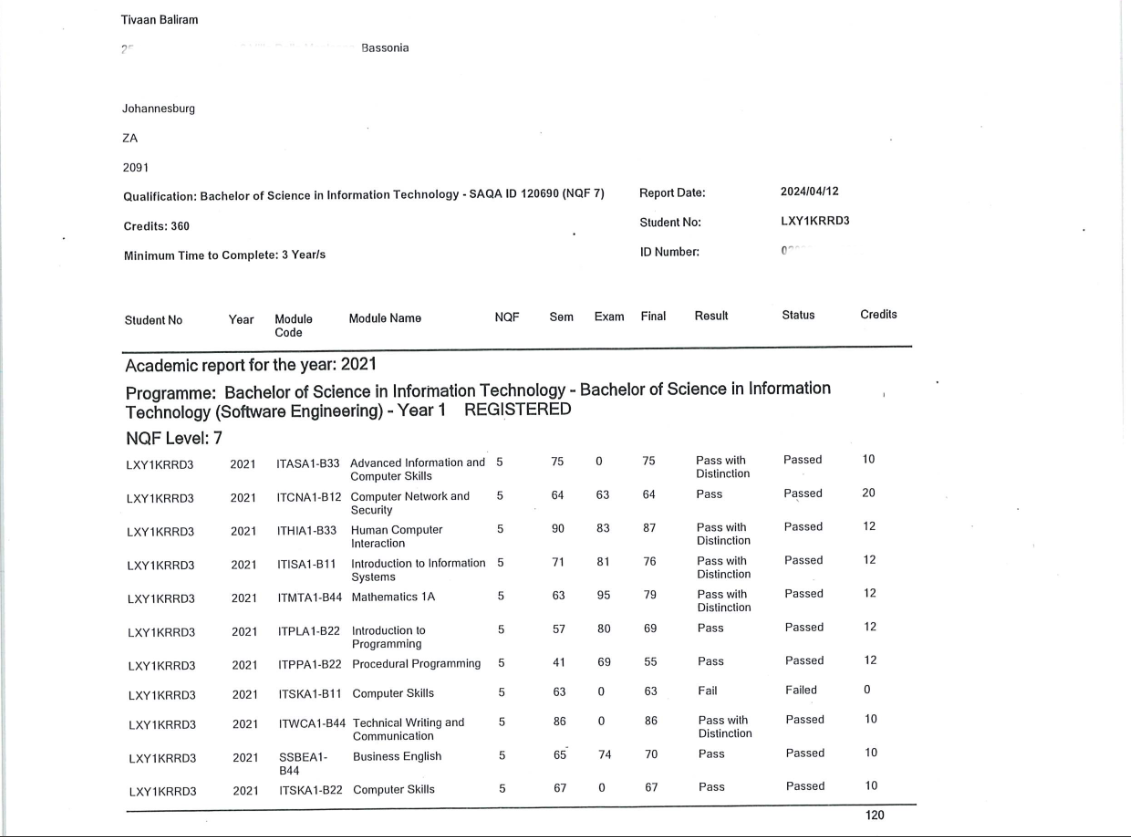 Tivaan Baliram
Bassonia
Johannesburg
ZA
2091
Qualification: Bachelor of Science in Information Technology - SAQA ID 120690 (NQF 7) Report Date: 2024/04/12
Credits: 360 Student No: LXY1KRRD3
Minimum Time to Complete: 3 Year/s ID Number:
Student No Year Module Module Name NQF Sem Exam Final Result Status Credits
Code
Academic report for the year: 2021
Programme: Bachelor of Science in Information Technology - Bachelor of Science in Information
Technology (Software Engineering) - Year 1 REGISTERED
NQF Level: 7
LXY1KRRD3 2021 ITASA1-B33 Advanced Information and 5 75 0 75 Pass with Passed 10
Computer Skills Distinction
LXY1KRRD3 2021 ITCNA1-B12 Computer Network and 5 64 63 64 Pass Passed 20
Security
LXY1KRRD3 2021 ITHIA1-B33 Human Computer 5 90 83 87 Pass with Passed 12
Interaction Distinction
LXY1KRRD3 2021 ITISA1-B11 Introduction to Information 5 71 81 76 Pass with Passed 12
Systems Distinction
LXY1KRRD3 2021 ITMTA1-B44 Mathematics 1A 5 63 95 79 Pass with Passed 12
Distinction
LXY1KRRD3 2021 ITPLA1-B22 Introduction to 5 57 80 69 Pass Passed 12
Programming
LXY1KRRD3 2021 ITPPA1-B22 Procedural Programming 5 41 69 55 Pass Passed 12
LXY1KRRD3 2021 ITSKA1-B11 Computer Skills 5 63 0 63 Fail Failed 0
LXY1KRRD3 2021 ITWCA1-B44 Technical Writing and 5 86 0 86 Pass with Passed 10
Communication Distinction
LXY1KRRD3 2021 SSBEA1- Business English 5 65 74 70 Pass Passed 10
B44
LXY1KRRD3 2021 ITSKA1-B22 Computer Skills 5 67 0 67 Pass Passed 10
120